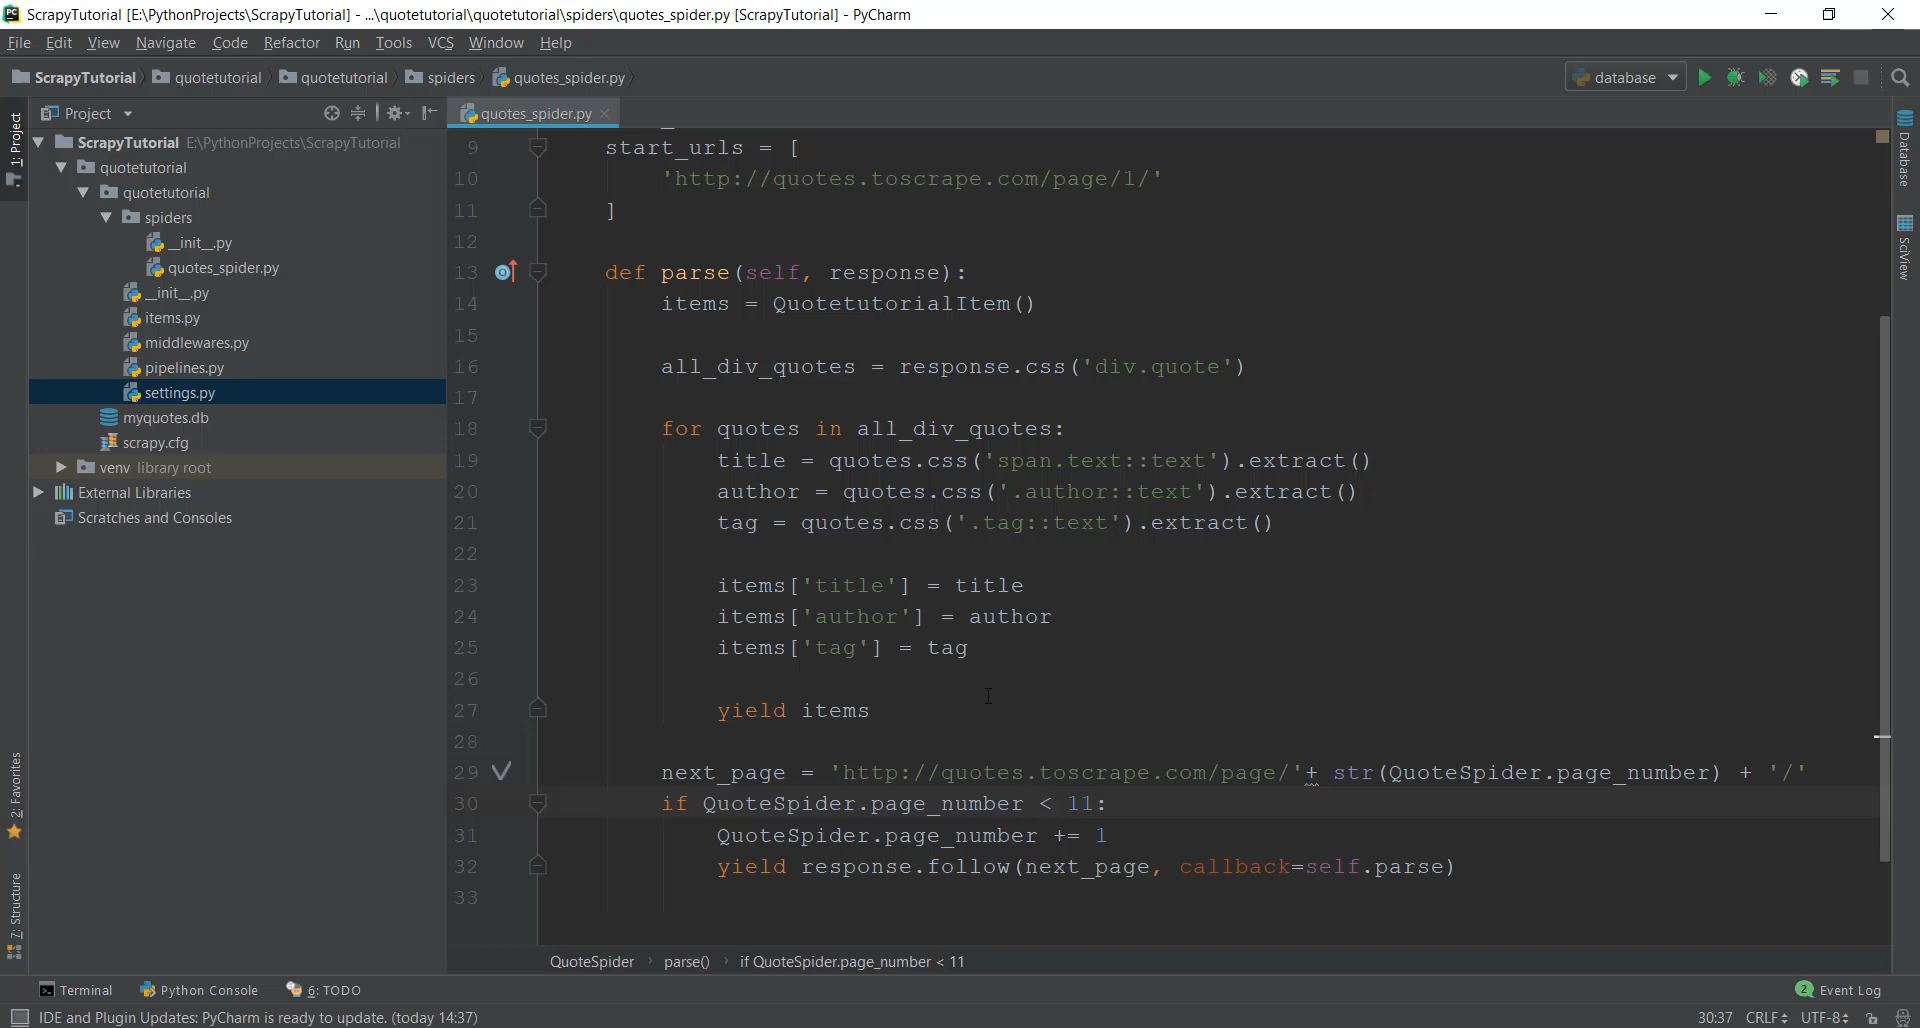 ScrapyTutorial [E:\PythonProjects\ScrapyTutorial] - ...\quotetutorial\quotetutorial\spiders\quotes_spider.py [ScrapyTutorial] - PyCharm
File Edit View Navigate Code Refactor Run Tools VCS Window Help
ScrapyTutorial quotetutorial quotetutorial spiders quotes_spider.py database
1: Project
Project
ScrapyTutorial E:\PythonProjects\ScrapyTutorial
quotetutorial
quotetutorial
spiders
__init__.py
quotes_spider.py
__init__.py
items.py
middlewares.py
pipelines.py
settings.py
myquotes.db
scrapy.cfg
venv library root
External Libraries
Scratches and Consoles
2: Favorites
7: Structure
quotes_spider.py
9 start_urls = [
10 'http://quotes.toscrape.com/page/1/'
11 ]
12
13 def parse(self, response):
14 items = QuotetutorialItem()
15
16 all_div_quotes = response.css('div.quote')
17
18 for quotes in all_div_quotes:
19 title = quotes.css('span.text::text').extract()
20 author = quotes.css('.author::text').extract()
21 tag = quotes.css('.tag::text').extract()
22
23 items['title'] = title
24 items['author'] = author
25 items['tag'] = tag
26
27 yield items
28
29 next_page = 'http://quotes.toscrape.com/page/'+ str(QuoteSpider.page_number) + '/'
30 if QuoteSpider.page_number < 11:
31 QuoteSpider.page_number += 1
32 yield response.follow(next_page, callback=self.parse)
33
QuoteSpider parse() if QuoteSpider.page_number < 11
Database
SciView
Terminal Python Console 6: TODO 2 Event Log
IDE and Plugin Updates: PyCharm is ready to update. (today 14:37) 30:37 CRLF UTF-8